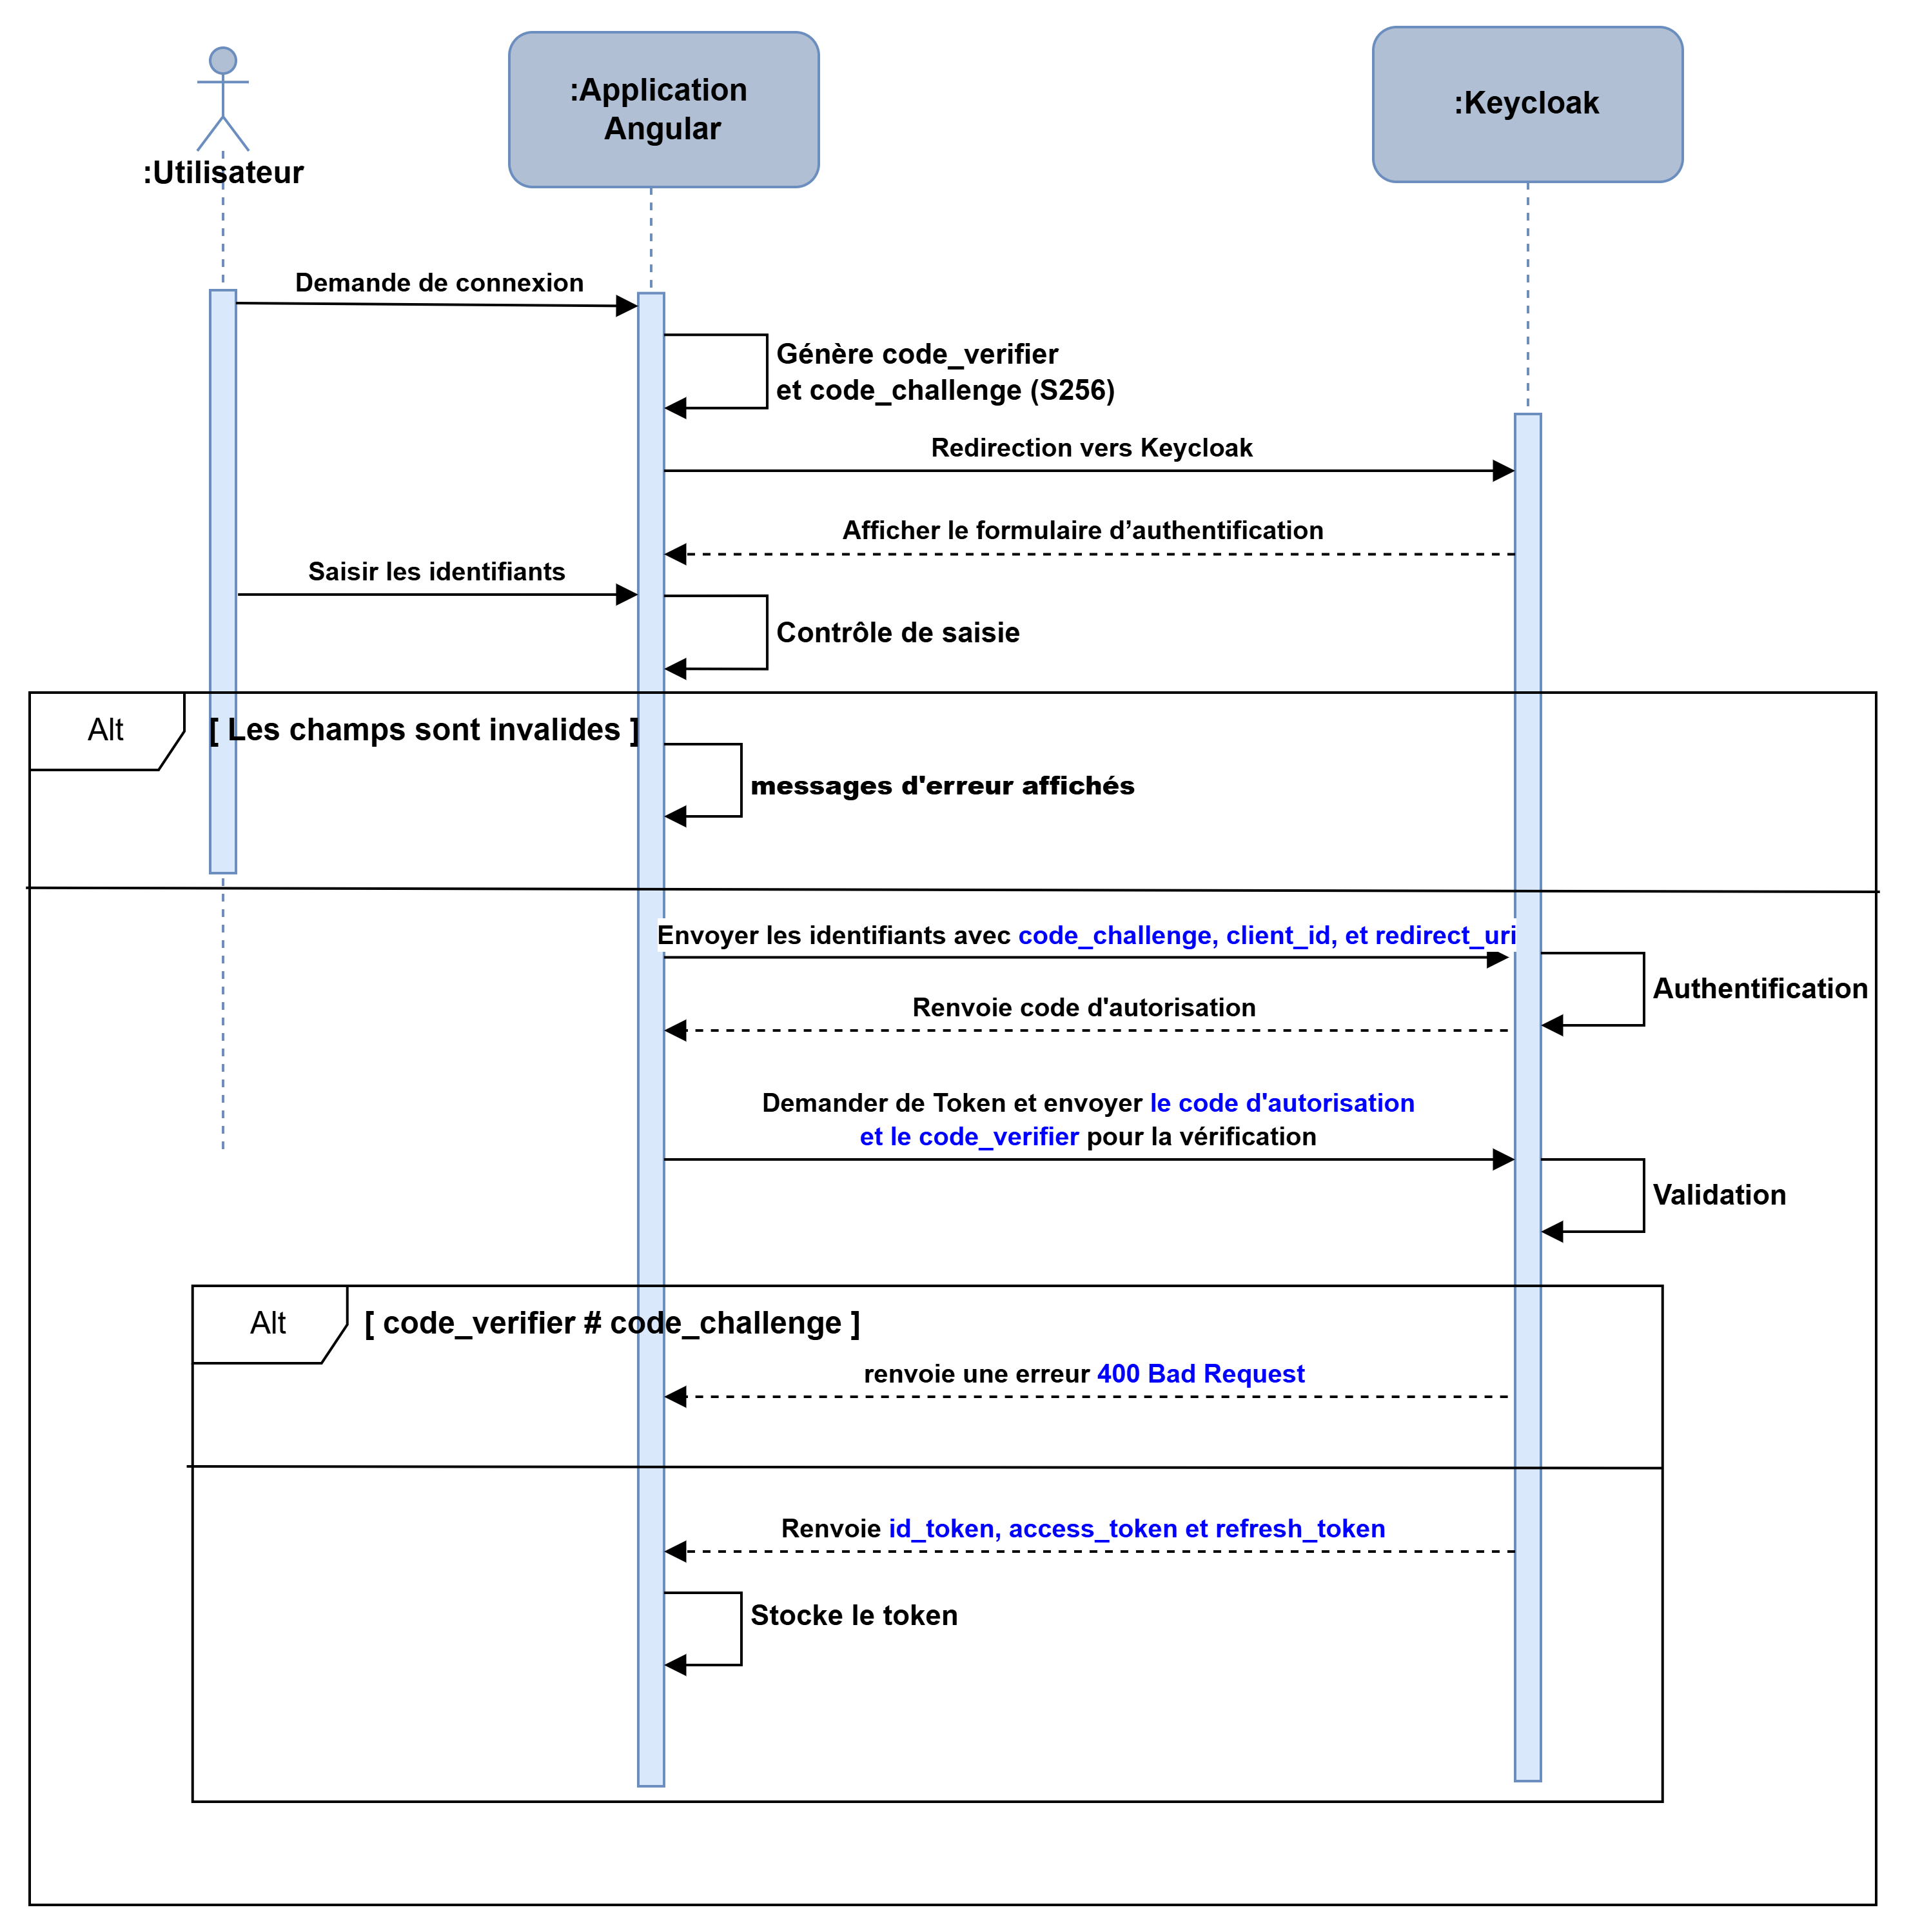 :Utilisateur
:Application
Angular
:Keycloak
Demande de connexion
Génère code_verifier
et code_challenge (S256)
Redirection vers Keycloak
Afficher le formulaire d’authentification
Saisir les identifiants
Contrôle de saisie
Alt
[ Les champs sont invalides ]
messages d'erreur affichés
Envoyer les identifiants avec code_challenge, client_id, et redirect_uri
Authentification
Renvoie code d'autorisation
Demander de Token et envoyer le code d'autorisation
et le code_verifier pour la vérification
Validation
Alt
[ code_verifier # code_challenge ]
renvoie une erreur 400 Bad Request
Renvoie id_token, access_token et refresh_token
Stocke le token